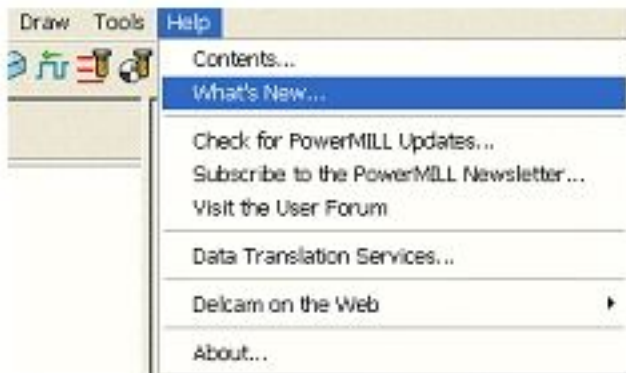 Draw Tools Help
Contents...
What's New...
Check for PowerMILL Updates...
Subscribe to the PowerMILL Newsletter...
Visit the User Forum
Data Translation Services...
Delcam on the Web
About...